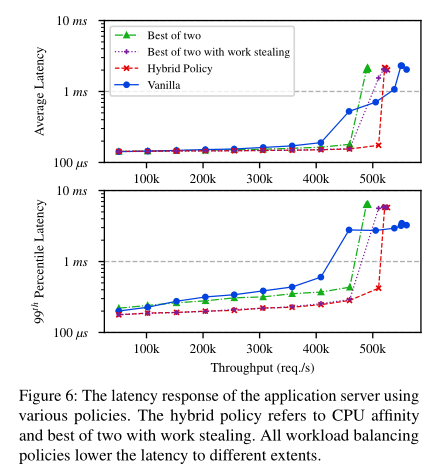 10 ms
Best of two
Best of two with work stealing
Hybrid Policy
Vanilla
Average Latency
1 ms
100 μs
100k 200k 300k 400k 500k
10 ms
99th Percentile Latency
1 ms
100 μs
100k 200k 300k 400k 500k
Throughput (req./s)
Figure 6: The latency response of the application server using
various policies. The hybrid policy refers to CPU affinity
and best of two with work stealing. All workload balancing
policies lower the latency to different extents.